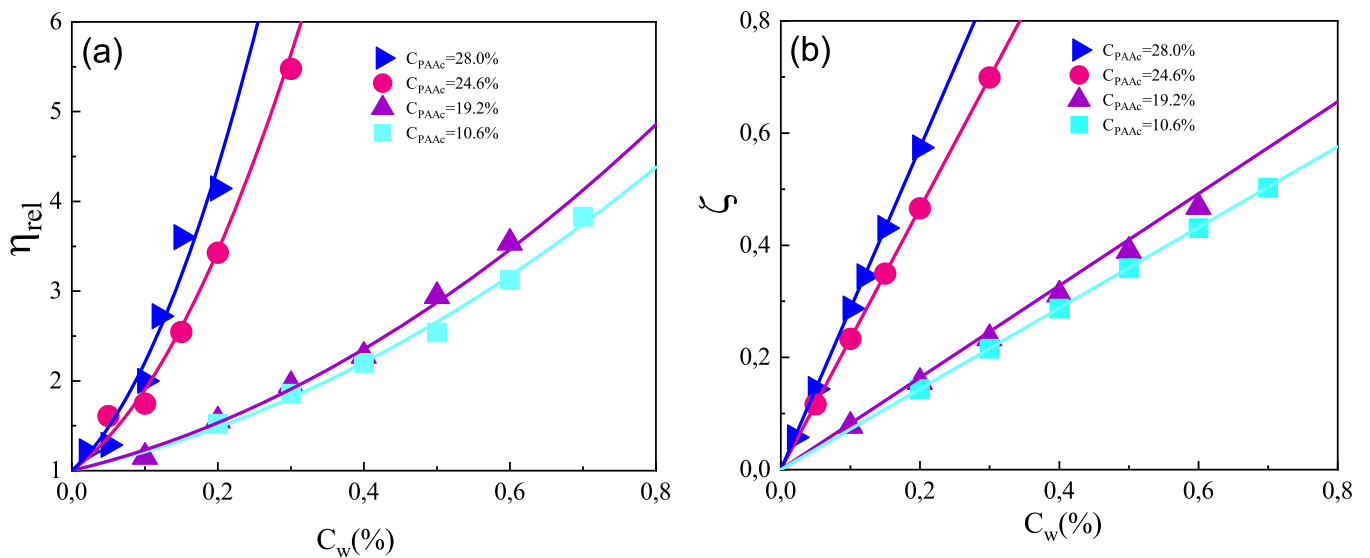 (a)
C_PAAc=28.0%
C_PAAc=24.6%
C_PAAc=19.2%
C_PAAc=10.6%
η_rel
6
5
4
3
2
1
0,0 0,2 0,4 0,6 0,8
C_w(%)
(b)
C_PAAc=28.0%
C_PAAc=24.6%
C_PAAc=19.2%
C_PAAc=10.6%
ζ
0,8
0,6
0,4
0,2
0,0
0,0 0,2 0,4 0,6 0,8
C_w(%)